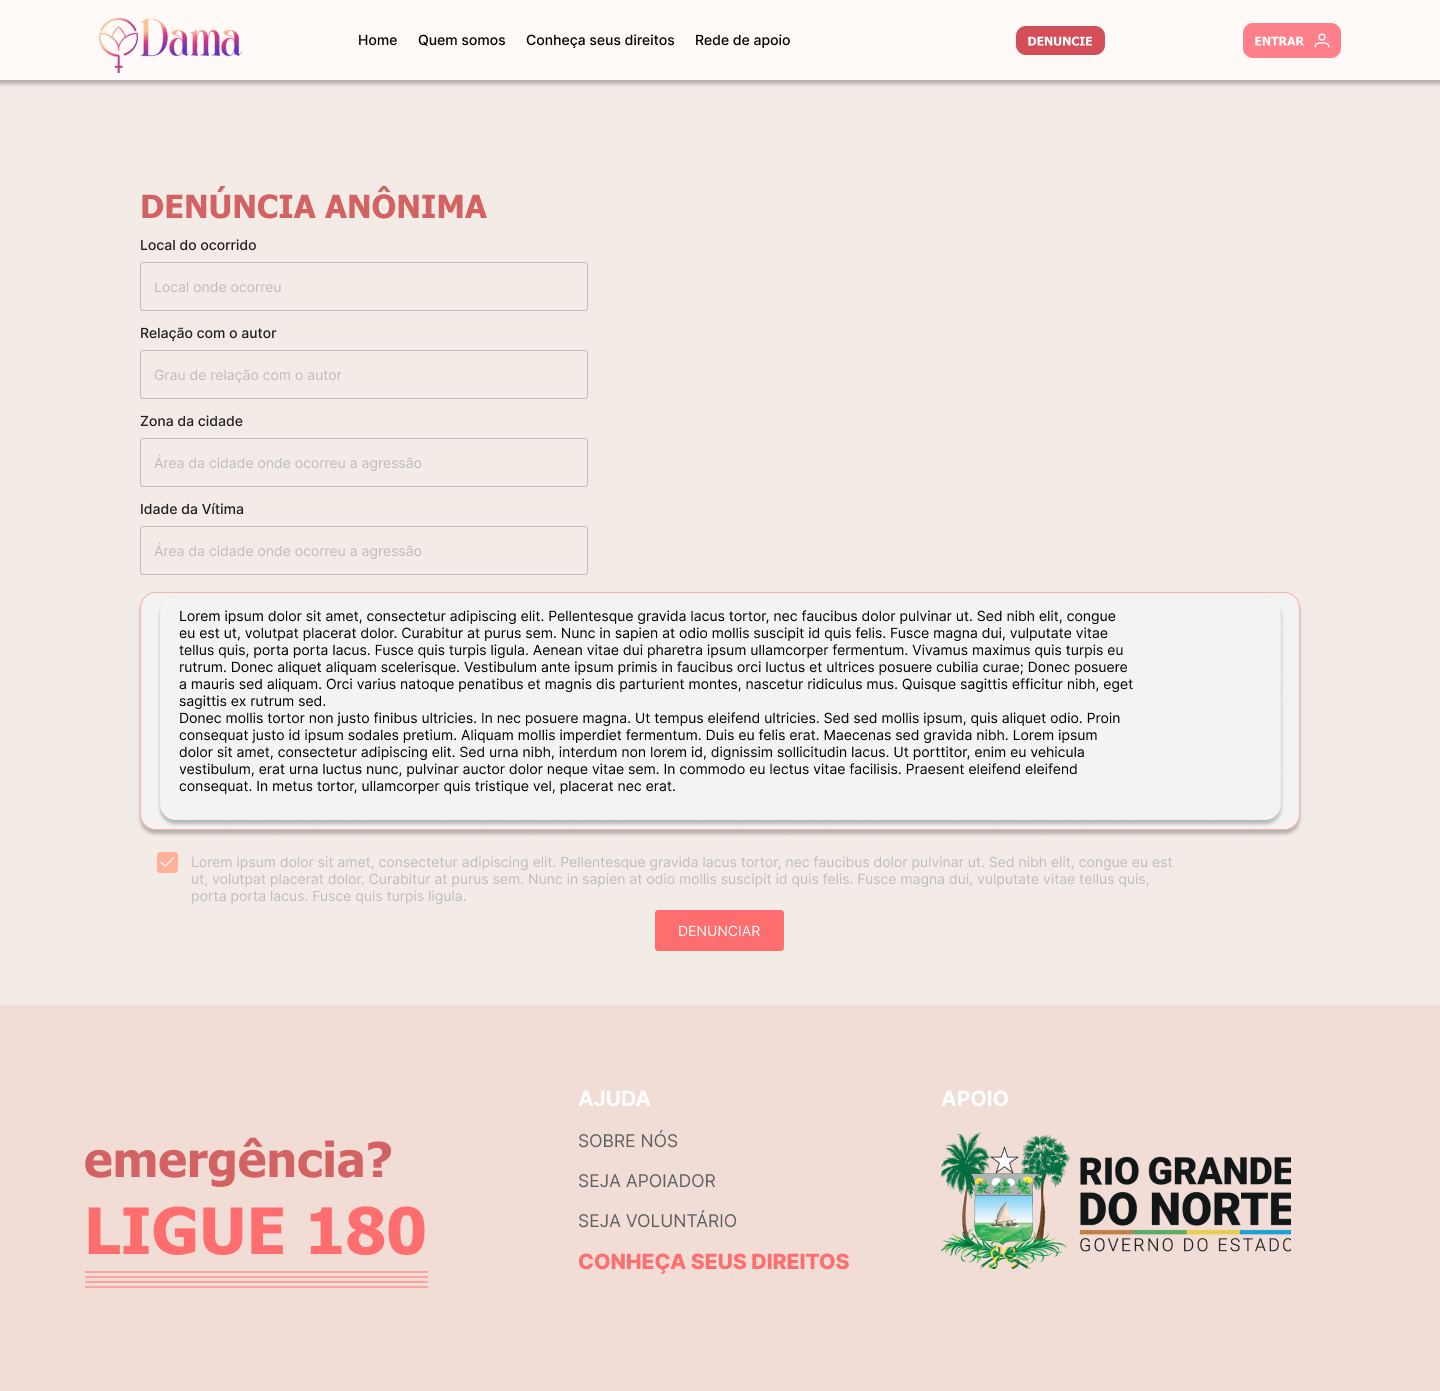 Dama
Home Quem somos Conheça seus direitos Rede de apoio
DENUNCIE
ENTRAR
DENÚNCIA ANÔNIMA
Local do ocorrido
Local onde ocorreu
Relação com o autor
Grau de relação com o autor
Zona da cidade
Área da cidade onde ocorreu a agressão
Idade da Vítima
Área da cidade onde ocorreu a agressão
Lorem ipsum dolor sit amet, consectetur adipiscing elit. Pellentesque gravida lacus tortor, nec faucibus dolor pulvinar ut. Sed nibh elit, congue
eu est ut, volutpat placerat dolor. Curabitur at purus sem. Nunc in sapien at odio mollis suscipit id quis felis. Fusce magna dui, vulputate vitae
tellus quis, porta porta lacus. Fusce quis turpis ligula. Aenean vitae dui pharetra ipsum ullamcorper fermentum. Vivamus maximus quis turpis eu
rutrum. Donec aliquet aliquam scelerisque. Vestibulum ante ipsum primis in faucibus orci luctus et ultrices posuere cubilia curae; Donec posuere
a mauris sed aliquam. Orci varius natoque penatibus et magnis dis parturient montes, nascetur ridiculus mus. Quisque sagittis efficitur nibh, eget
sagittis ex rutrum sed.
Donec mollis tortor non justo finibus ultricies. In nec posuere magna. Ut tempus eleifend ultricies. Sed sed mollis ipsum, quis aliquet odio. Proin
consequat justo id ipsum sodales pretium. Aliquam mollis imperdiet fermentum. Duis eu felis erat. Maecenas sed gravida nibh. Lorem ipsum
dolor sit amet, consectetur adipiscing elit. Sed urna nibh, interdum non lorem id, dignissim sollicitudin lacus. Ut porttitor, enim eu vehicula
vestibulum, erat urna luctus nunc, pulvinar auctor dolor neque vitae sem. In commodo eu lectus vitae facilisis. Praesent eleifend eleifend
consequat. In metus tortor, ullamcorper quis tristique vel, placerat nec erat.
Lorem ipsum dolor sit amet, consectetur adipiscing elit. Pellentesque gravida lacus tortor, nec faucibus dolor pulvinar ut. Sed nibh elit, congue eu est
ut, volutpat placerat dolor. Curabitur at purus sem. Nunc in sapien at odio mollis suscipit id quis felis. Fusce magna dui, vulputate vitae tellus quis,
porta porta lacus. Fusce quis turpis ligula.
DENUNCIAR
emergência?
LIGUE 180
AJUDA
SOBRE NÓS
SEJA APOIADOR
SEJA VOLUNTÁRIO
CONHEÇA SEUS DIREITOS
APOIO
RIO GRANDE
DO NORTE
GOVERNO DO ESTADO